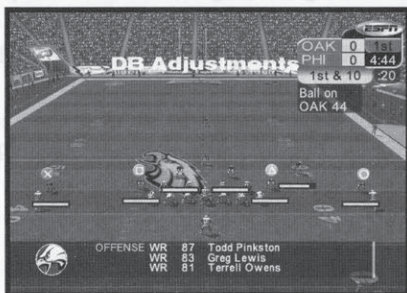 ESPN
DB Adjustments
OAK 0 1st
PHI 0 4:44
1st & 10 :20
Ball on
OAK 44
OFFENSE WR 87 Todd Pinkston
WR 83 Greg Lewis
WR 81 Terrell Owens